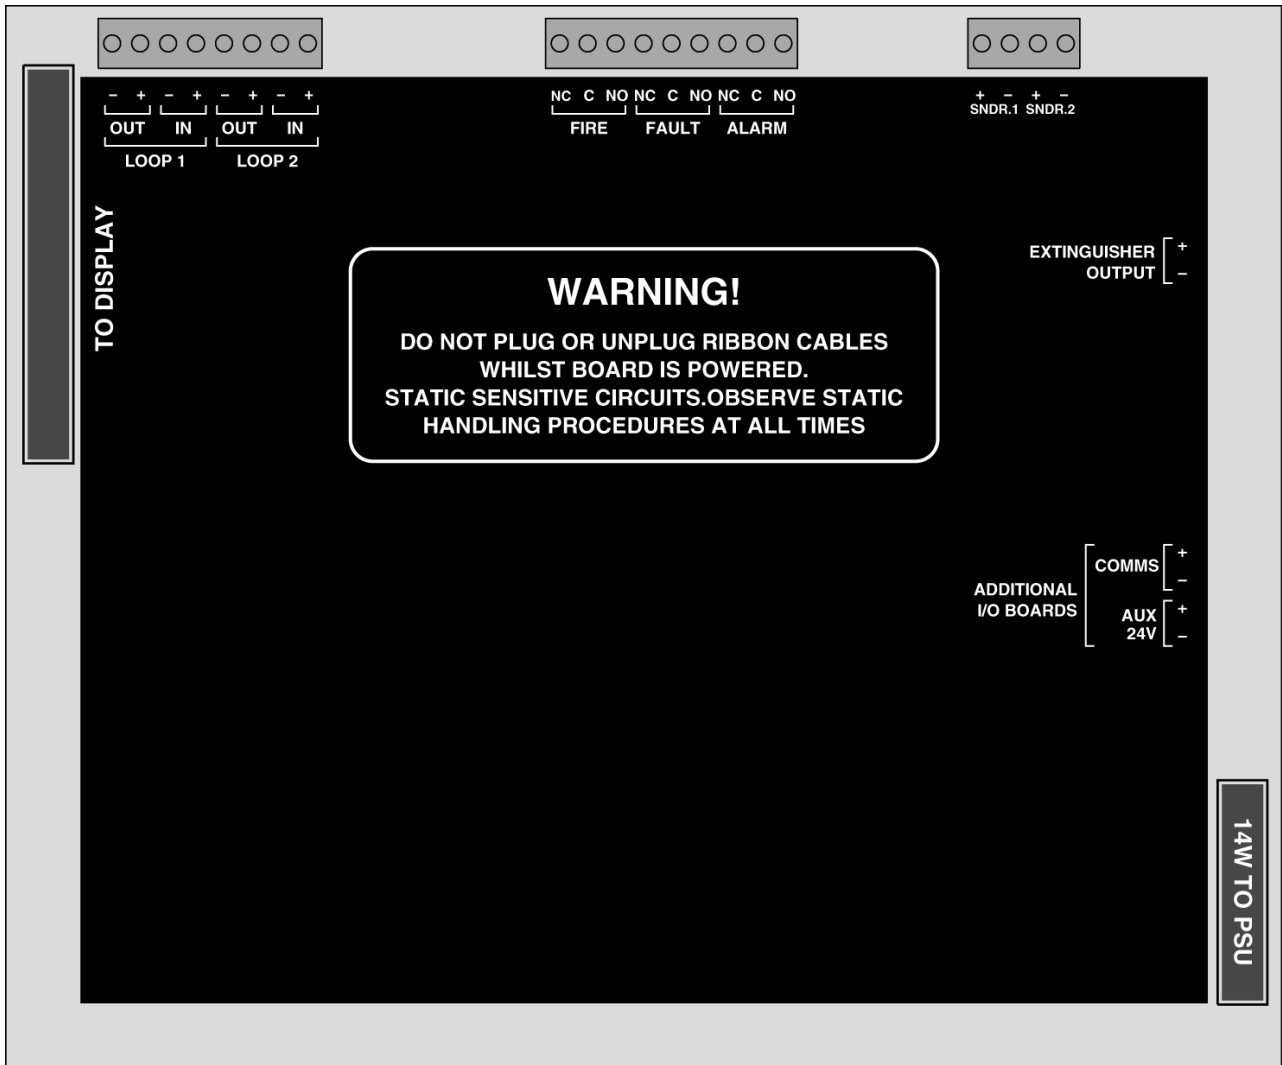 − + − + − + − +
OUT IN OUT IN
LOOP 1 LOOP 2
NC C NO NC C NO NC C NO
FIRE FAULT ALARM
+ − + −
SNDR.1 SNDR.2
TO DISPLAY
WARNING!
DO NOT PLUG OR UNPLUG RIBBON CABLES
WHILST BOARD IS POWERED.
STATIC SENSITIVE CIRCUITS.OBSERVE STATIC
HANDLING PROCEDURES AT ALL TIMES
EXTINGUISHER +
OUTPUT −
ADDITIONAL
I/O BOARDS
COMMS +
−
AUX +
24V −
14W TO PSU